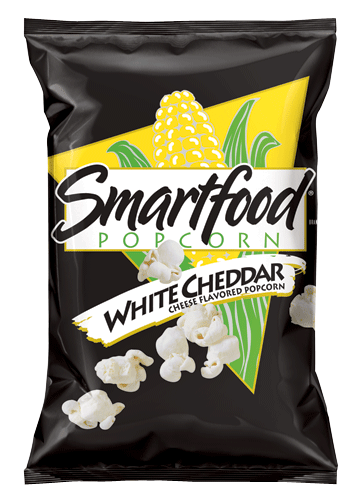 Smartfood®
POPCORN
WHITE CHEDDAR
CHEESE FLAVORED POPCORN